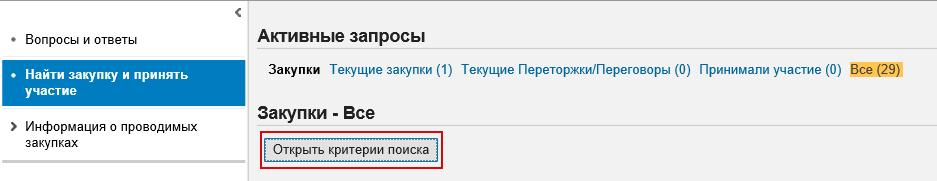 Вопросы и ответы
Найти закупку и принять
участие
Информация о проводимых
закупках
Активные запросы
Закупки Текущие закупки (1) Текущие Переторжки/Переговоры (0) Принимали участие (0) Все (29)
Закупки - Все
Открыть критерии поиска